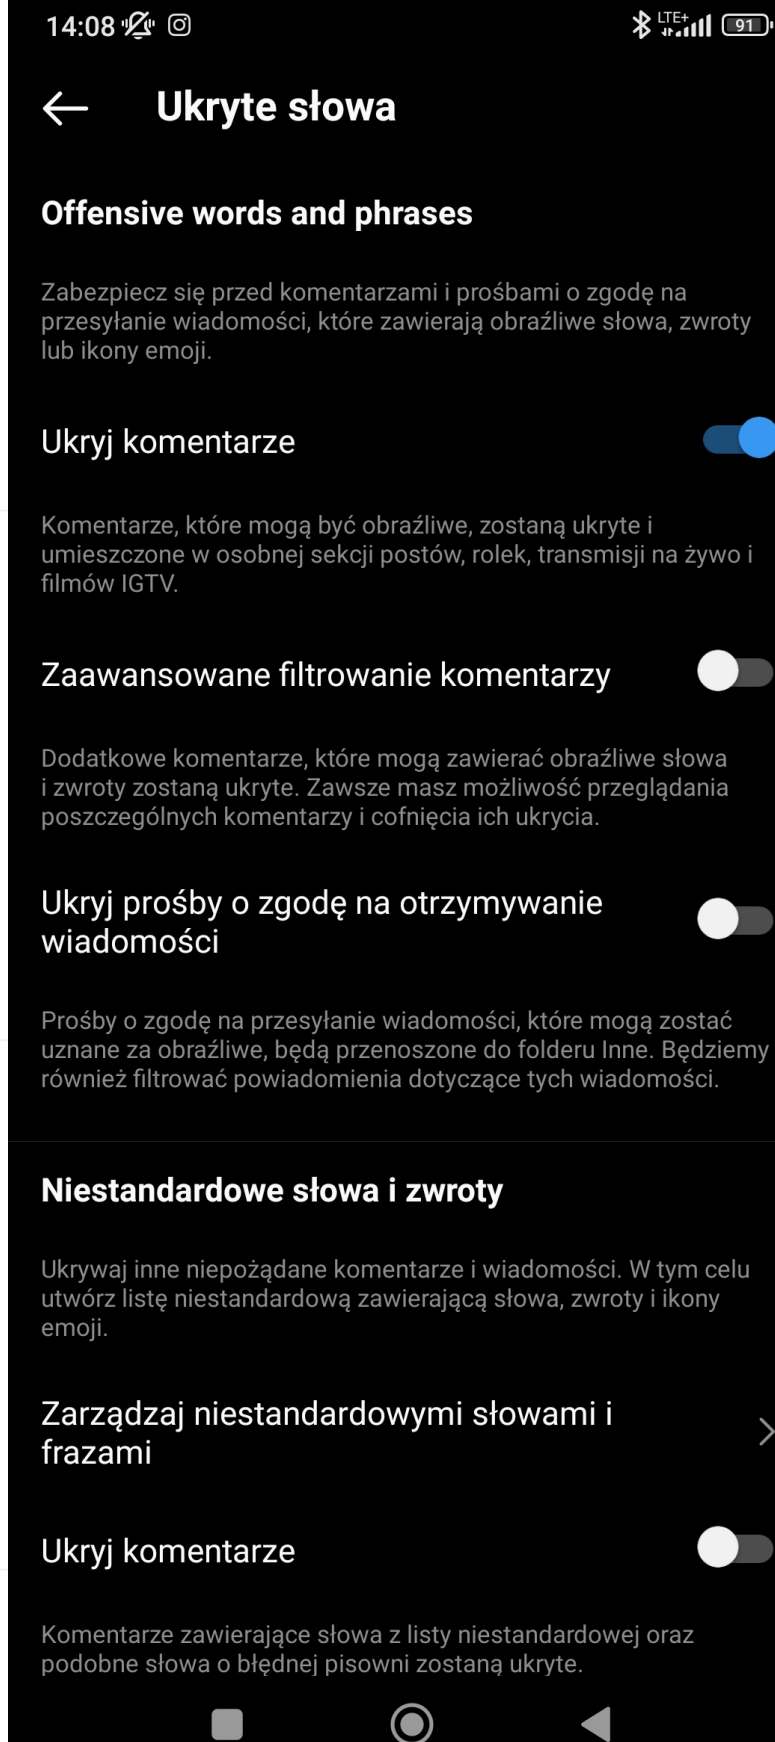 14:08
LTE+
91
Ukryte słowa
Offensive words and phrases
Zabezpiecz się przed komentarzami i prośbami o zgodę na
przesyłanie wiadomości, które zawierają obraźliwe słowa, zwroty
lub ikony emoji.
Ukryj komentarze
Komentarze, które mogą być obraźliwe, zostaną ukryte i
umieszczone w osobnej sekcji postów, rolek, transmisji na żywo i
filmów IGTV.
Zaawansowane filtrowanie komentarzy
Dodatkowe komentarze, które mogą zawierać obraźliwe słowa
i zwroty zostaną ukryte. Zawsze masz możliwość przeglądania
poszczególnych komentarzy i cofnięcia ich ukrycia.
Ukryj prośby o zgodę na otrzymywanie
wiadomości
Prośby o zgodę na przesyłanie wiadomości, które mogą zostać
uznane za obraźliwe, będą przenoszone do folderu Inne. Będziemy
również filtrować powiadomienia dotyczące tych wiadomości.
Niestandardowe słowa i zwroty
Ukrywaj inne niepożądane komentarze i wiadomości. W tym celu
utwórz listę niestandardową zawierającą słowa, zwroty i ikony
emoji.
Zarządzaj niestandardowymi słowami i
frazami
Ukryj komentarze
Komentarze zawierające słowa z listy niestandardowej oraz
podobne słowa o błędnej pisowni zostaną ukryte.